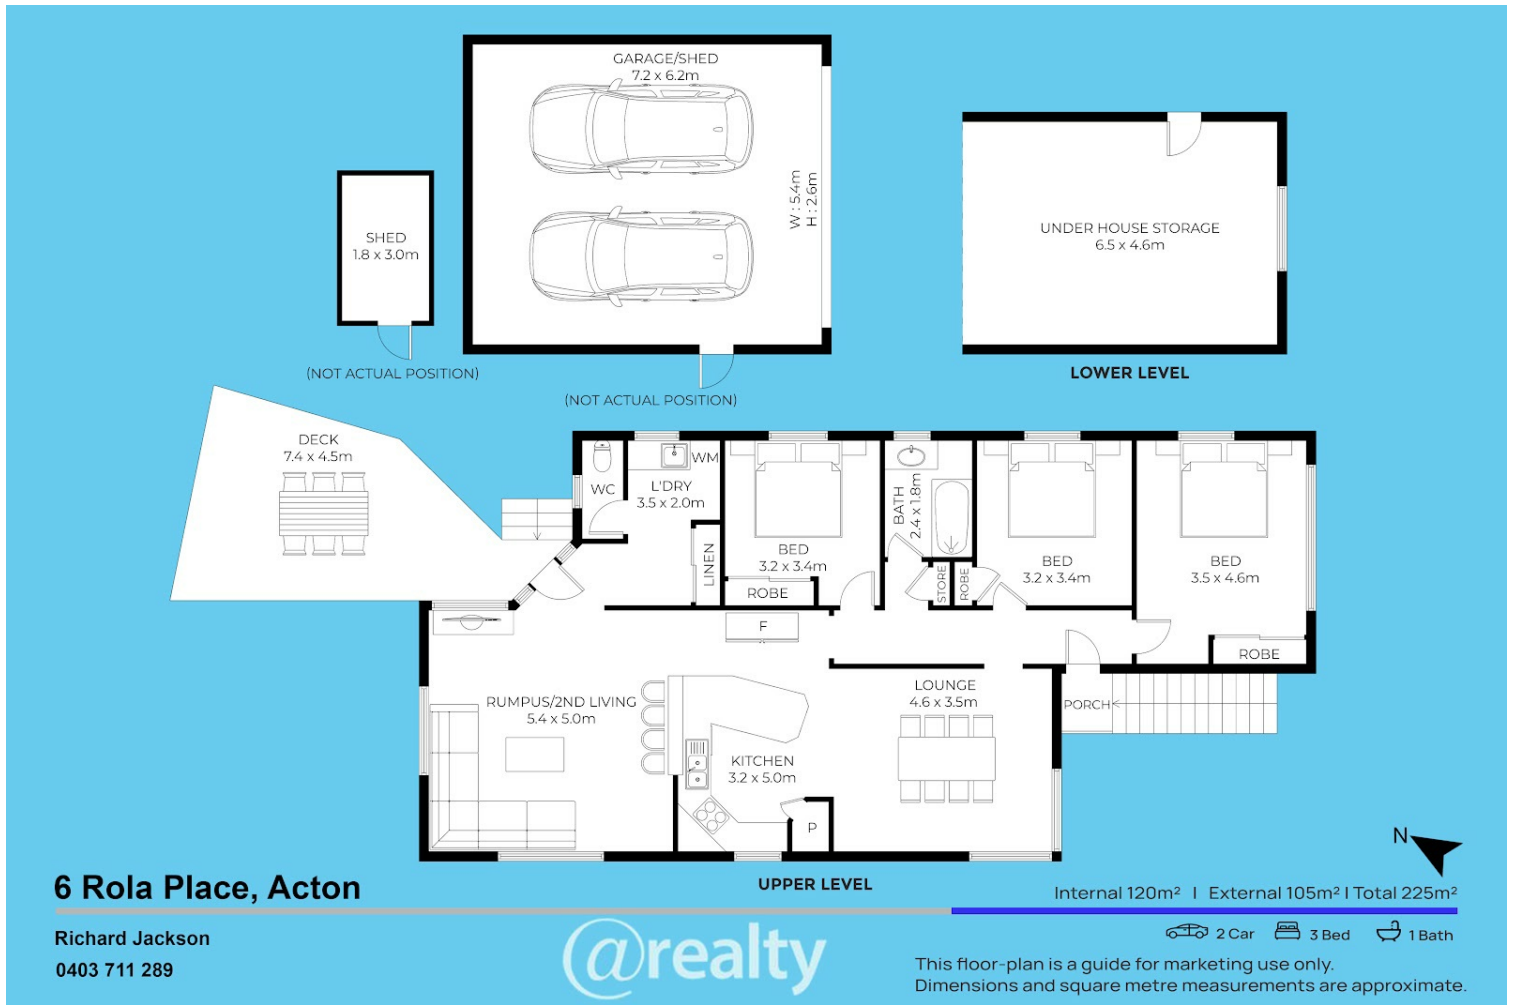 GARAGE/SHED
7.2 x 6.2m
W : 5.4m
H : 2.6m
SHED
1.8 x 3.0m
(NOT ACTUAL POSITION)
(NOT ACTUAL POSITION)
UNDER HOUSE STORAGE
6.5 x 4.6m
LOWER LEVEL
DECK
7.4 x 4.5m
WC
WM
L'DRY
3.5 x 2.0m
LINEN
BED
3.2 x 3.4m
ROBE
BATH
2.4 x 1.8m
STORE
ROBE
BED
3.2 x 3.4m
BED
3.5 x 4.6m
ROBE
F
RUMPUS/2ND LIVING
5.4 x 5.0m
KITCHEN
3.2 x 5.0m
P
LOUNGE
4.6 x 3.5m
PORCH
N
UPPER LEVEL
6 Rola Place, Acton
Internal 120m² | External 105m² | Total 225m²
Richard Jackson
0403 711 289
@realty
2 Car 3 Bed 1 Bath
This floor-plan is a guide for marketing use only.
Dimensions and square metre measurements are approximate.